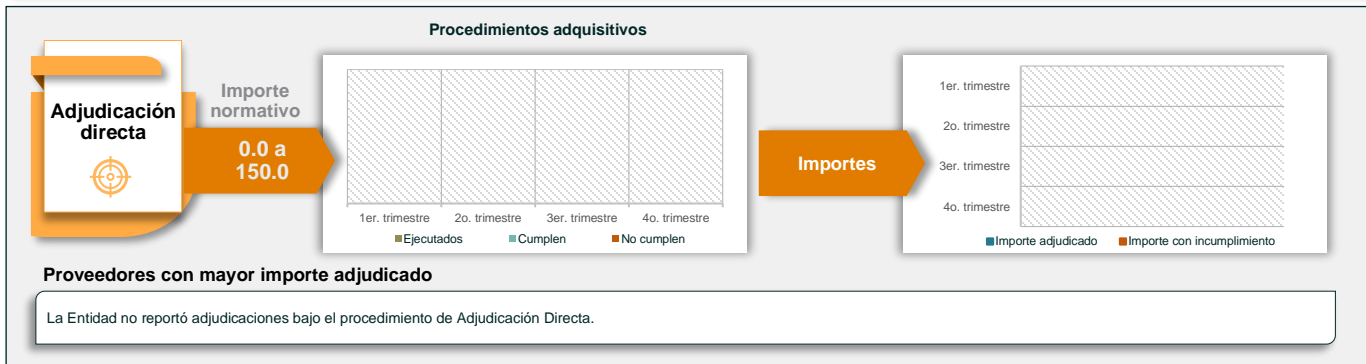 Procedimientos adquisitivos
Adjudicación
directa
Importe
normativo
0.0 a
150.0
1er. trimestre
2o. trimestre
3er. trimestre
4o. trimestre
Ejecutados
Cumplen
No cumplen
Importes
1er. trimestre
2o. trimestre
3er. trimestre
4o. trimestre
Importe adjudicado
Importe con incumplimiento
Proveedores con mayor importe adjudicado
La Entidad no reportó adjudicaciones bajo el procedimiento de Adjudicación Directa.